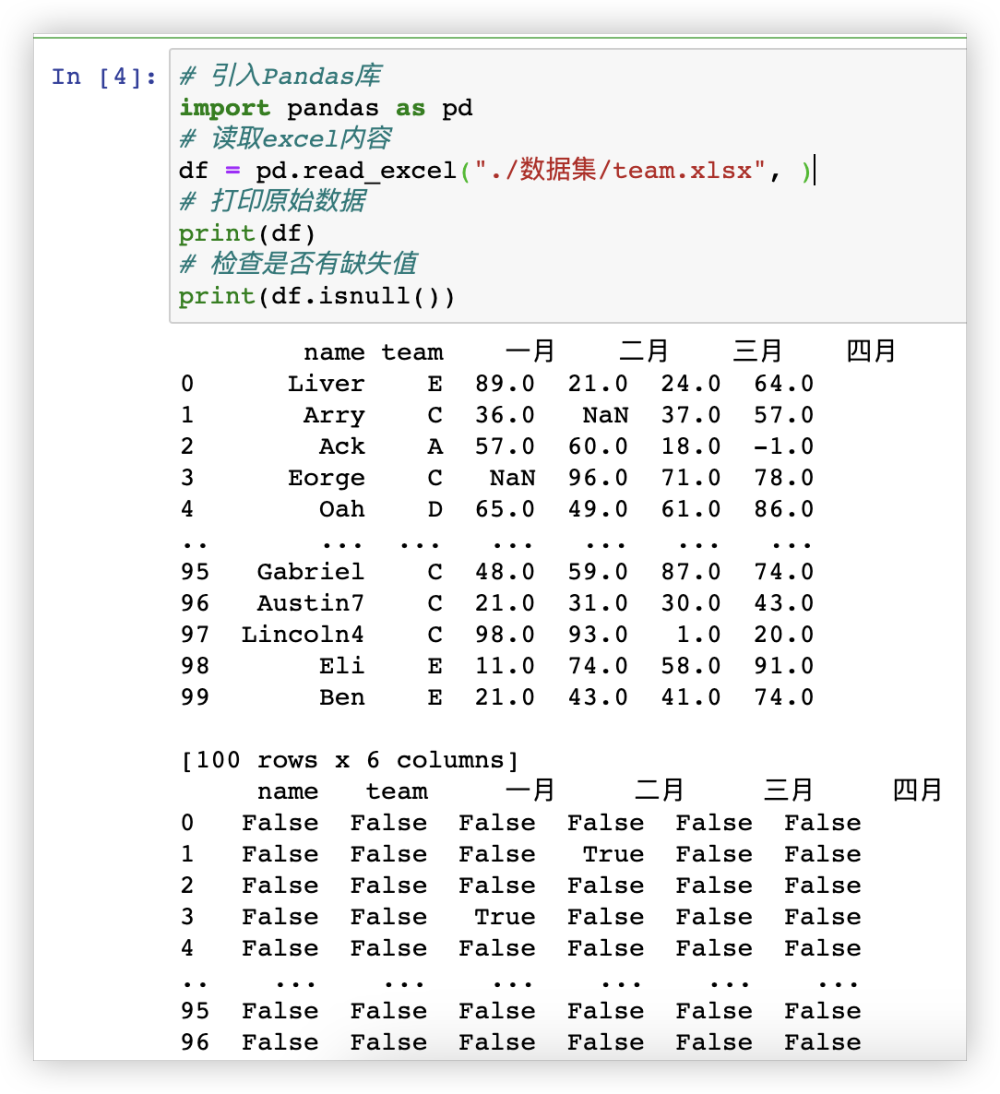 In [4]:
# 引入Pandas库
import pandas as pd
# 读取excel内容
df = pd.read_excel("./数据集/team.xlsx", )
# 打印原始数据
print(df)
# 检查是否有缺失值
print(df.isnull())
name team 一月 二月 三月 四月
0 Liver E 89.0 21.0 24.0 64.0
1 Arry C 36.0 NaN 37.0 57.0
2 Ack A 57.0 60.0 18.0 -1.0
3 Eorge C NaN 96.0 71.0 78.0
4 Oah D 65.0 49.0 61.0 86.0
.. ... ... ... ... ... ...
95 Gabriel C 48.0 59.0 87.0 74.0
96 Austin7 C 21.0 31.0 30.0 43.0
97 Lincoln4 C 98.0 93.0 1.0 20.0
98 Eli E 11.0 74.0 58.0 91.0
99 Ben E 21.0 43.0 41.0 74.0
[100 rows x 6 columns]
name team 一月 二月 三月 四月
0 False False False False False False
1 False False False True False False
2 False False False False False False
3 False False True False False False
4 False False False False False False
.. ... ... ... ... ... ...
95 False False False False False False
96 False False False False False False